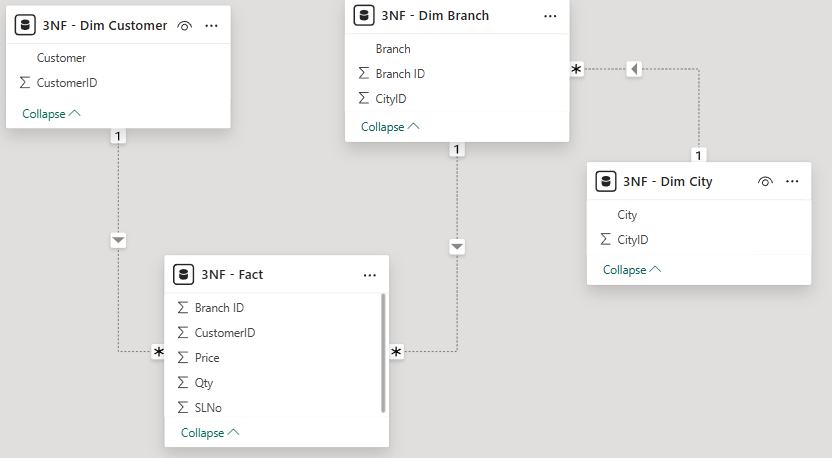 3NF - Dim Customer
Customer
CustomerID
Collapse
1
3NF - Dim Branch
Branch
Branch ID
CityID
Collapse
1
*
1
3NF - Dim City
City
CityID
Collapse
3NF - Fact
Branch ID
CustomerID
Price
Qty
SLNo
Collapse
*
*